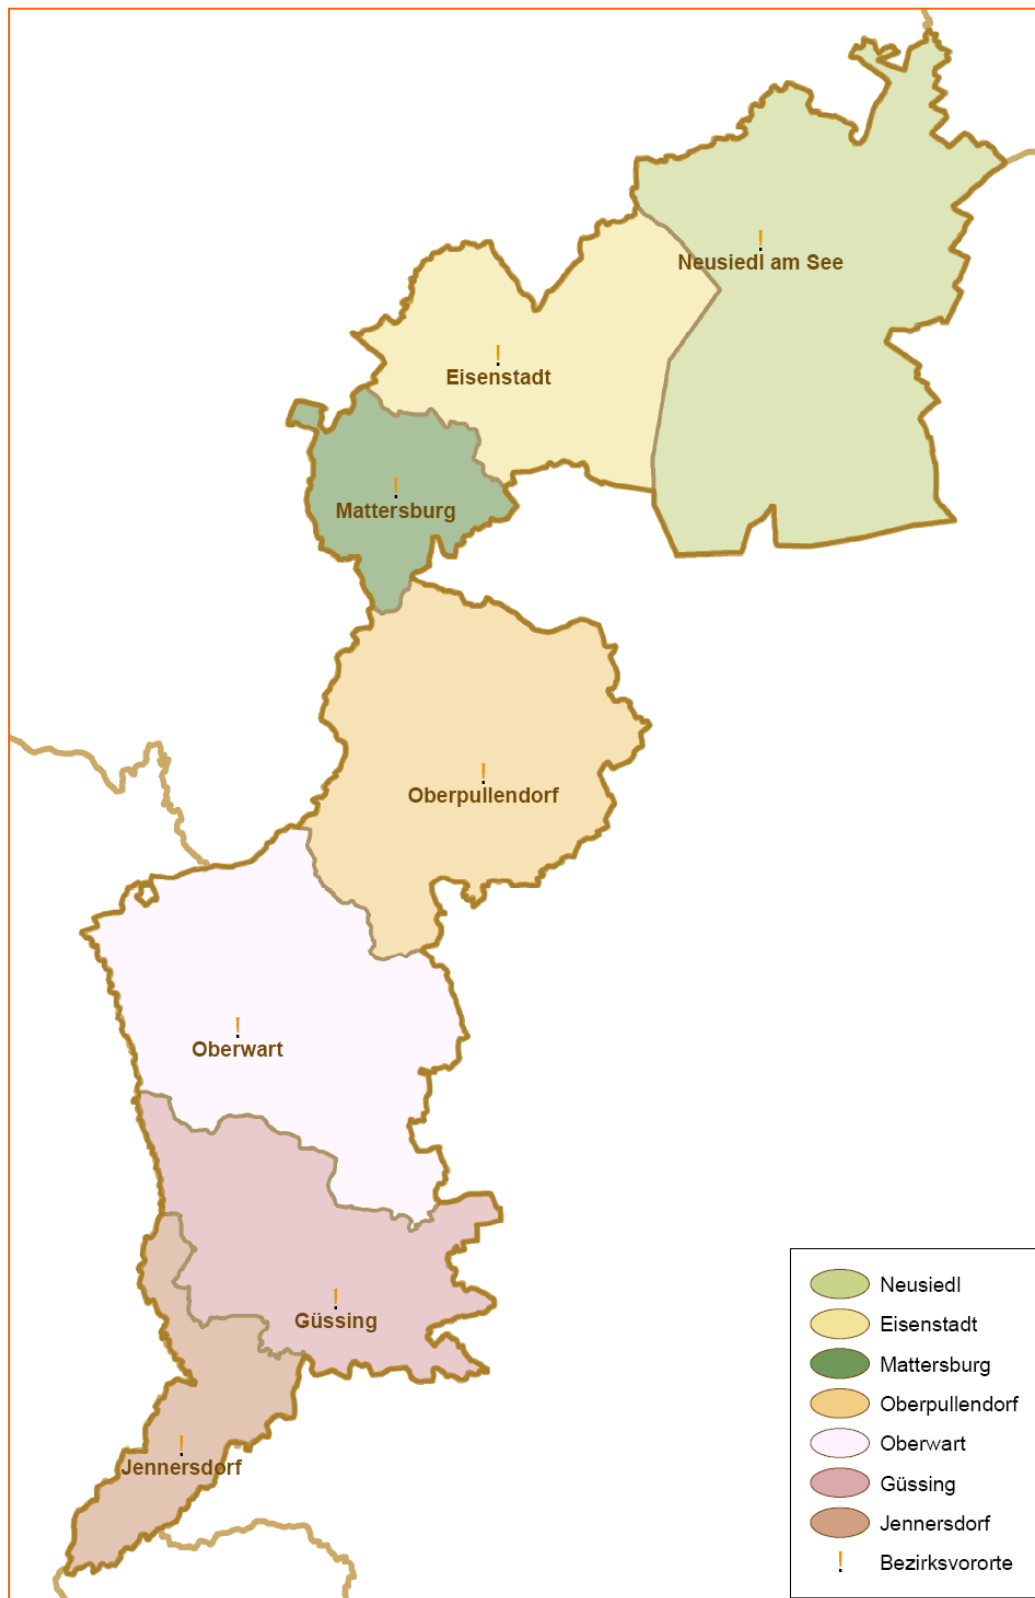 Neusiedl am See
Eisenstadt
Mattersburg
Oberpullendorf
Oberwart
Güssing
Jennersdorf
Neusiedl
Eisenstadt
Mattersburg
Oberpullendorf
Oberwart
Güssing
Jennersdorf
! Bezirksvororte